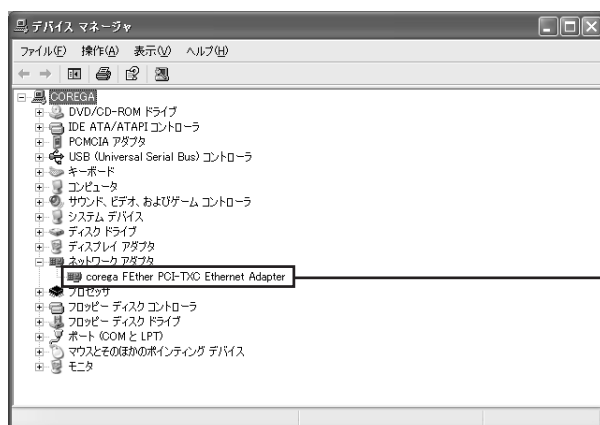 デバイス マネージャ
ファイル(F) 操作(A) 表示(V) ヘルプ(H)
COREGA
DVD/CD-ROM ドライブ
IDE ATA/ATAPI コントローラ
PCMCIA アダプタ
USB (Universal Serial Bus) コントローラ
キーボード
コンピュータ
サウンド、ビデオ、およびゲーム コントローラ
システム デバイス
ディスク ドライブ
ディスプレイ アダプタ
ネットワーク アダプタ
corega FEther PCI-TXC Ethernet Adapter
プロセッサ
フロッピー ディスク コントローラ
フロッピー ディスク ドライブ
ポート (COM と LPT)
マウスとそのほかのポインティング デバイス
モニタ